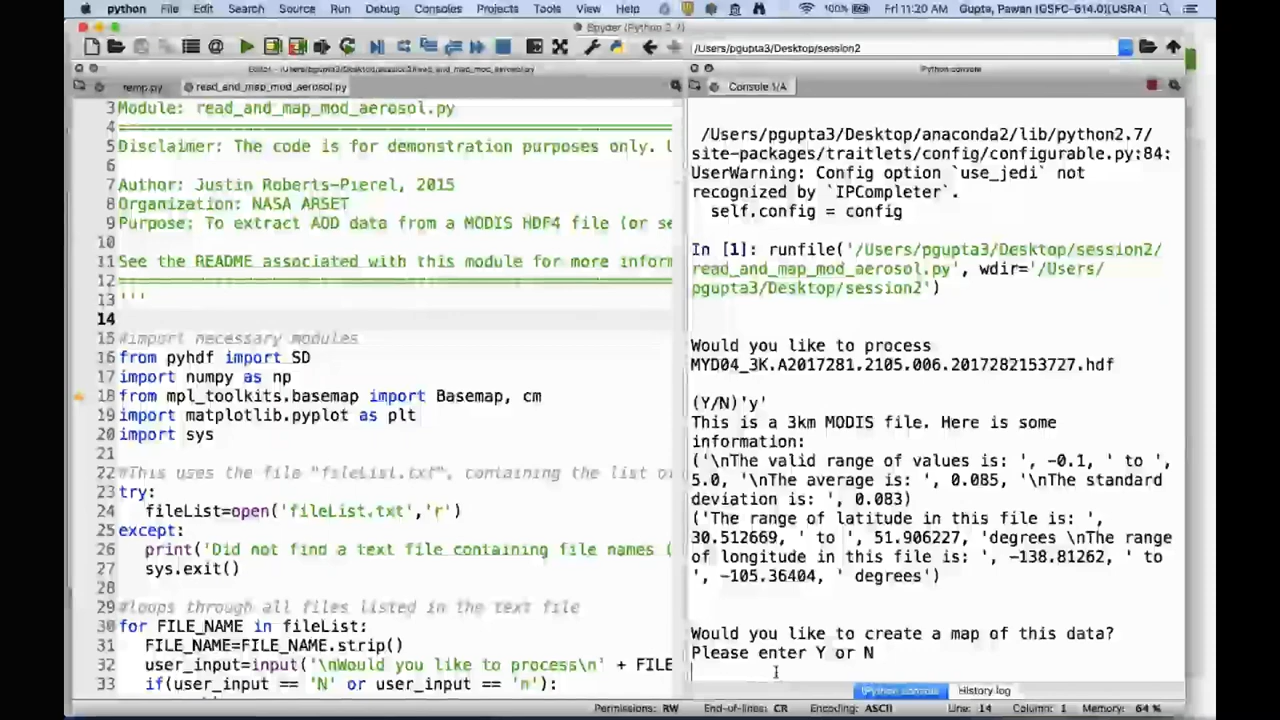 python File Edit Search Source Run Debug Consoles Projects Tools View Help 100% Fri 11:20 AM Gupta, Pawan (GSFC-614.0)[USRA)
Spyder (Python 2.7)
/Users/pgupta3/Desktop/session2
Python console
temp.py read_and_map_mod_aerosol.py
Console 1/A
3 Module: read_and_map_mod_aerosol.py
4
5 Disclaimer: The code is for demonstration purposes only.
6
7 Author: Justin Roberts-Pierel, 2015
8 Organization: NASA ARSET
9 Purpose: To extract AOD data from a MODIS HDF4 file (or se
10
11 See the README associated with this module for more inform
12
13 '''
14
15 #import necessary modules
16 from pyhdf import SD
17 import numpy as np
18 from mpl_toolkits.basemap import Basemap, cm
19 import matplotlib.pyplot as plt
20 import sys
21
22 #This uses the file "fileList.txt", containing the list o
23 try:
24 fileList=open('fileList.txt','r')
25 except:
26 print('Did not find a text file containing file names (
27 sys.exit()
28
29 #loops through all files listed in the text file
30 for FILE_NAME in fileList:
31 FILE_NAME=FILE_NAME.strip()
32 user_input=input('\nWould you like to process\n' + FILE
33 if(user_input == 'N' or user_input == 'n'):
/Users/pgupta3/Desktop/anaconda2/lib/python2.7/
site-packages/traitlets/config/configurable.py:84:
UserWarning: Config option `use_jedi` not
recognized by `IPCompleter`.
self.config = config
In [1]: runfile('/Users/pgupta3/Desktop/session2/
read_and_map_mod_aerosol.py', wdir='/Users/
pgupta3/Desktop/session2')
Would you like to process
MYD04_3K.A2017281.2105.006.2017282153727.hdf
(Y/N)'y'
This is a 3km MODIS file. Here is some
information:
('\nThe valid range of values is: ', -0.1, ' to ',
5.0, '\nThe average is: ', 0.085, '\nThe standard
deviation is: ', 0.083)
('The range of latitude in this file is: ',
30.512669, ' to ', 51.906227, 'degrees \nThe range
of longitude in this file is: ', -138.81262, ' to
', -105.36404, ' degrees')
Would you like to create a map of this data?
Please enter Y or N
IPython console History log
Permissions: RW End-of-lines: CR Encoding: ASCII Line: 14 Column: 1 Memory: 64 %